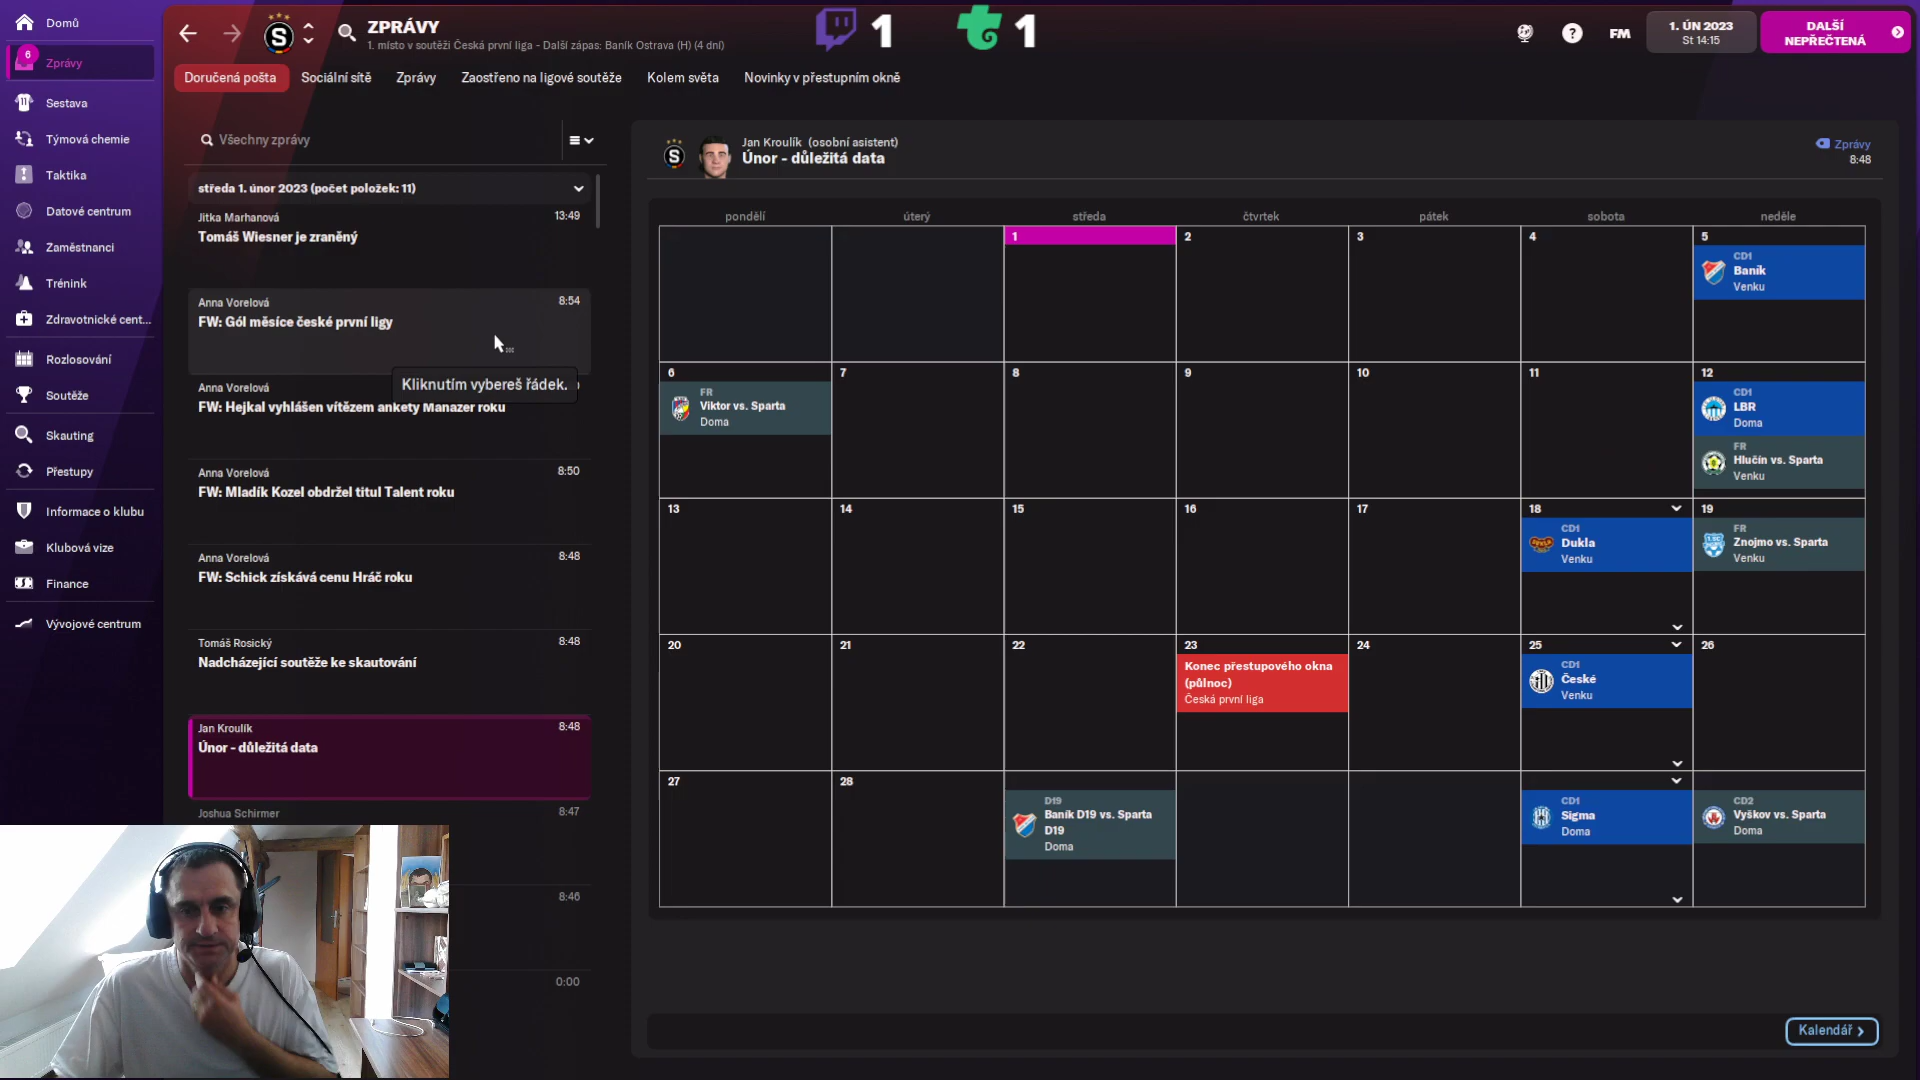 Domů
6
Zprávy
Sestava
Týmová chemie
Taktika
Datové centrum
Zaměstnanci
Trénink
Zdravotnické cent...
Rozlosování
Soutěže
Skauting
Přestupy
Informace o klubu
Klubová vize
Finance
Vývojové centrum
ZPRÁVY
1. místo v soutěži Česká první liga - Další zápas: Baník Ostrava (H) (4 dní)
1
1
FM
1. ÚN 2023
St 14:15
DALŠÍ
NEPŘEČTENÁ
Doručená pošta
Sociální sítě
Zprávy
Zaostřeno na ligové soutěže
Kolem světa
Novinky v přestupním okně
Všechny zprávy
středa 1. únor 2023 (počet položek: 11)
Jitka Marhanová 13:49
Tomáš Wiesner je zraněný
Anna Vorelová 8:54
FW: Gól měsíce české první ligy
Kliknutím vybereš řádek.
Anna Vorelová
FW: Hejkal vyhlášen vítězem ankety Manažer roku
Anna Vorelová 8:50
FW: Mladík Kozel obdržel titul Talent roku
Anna Vorelová 8:48
FW: Schick získává cenu Hráč roku
Tomáš Rosický 8:48
Nadcházející soutěže ke skautování
Jan Kroulík 8:48
Únor - důležitá data
Joshua Schirmer 8:47
8:46
0:00
Jan Kroulík (osobní asistent)
Únor - důležitá data
Zprávy
8:48
pondělí úterý středa čtvrtek pátek sobota neděle
1 2 3 4 5
CD1
Baník
Venku
6 7 8 9 10 11 12
FR
Viktor vs. Sparta
Doma
CD1
LBR
Doma
FR
Hlučín vs. Sparta
Venku
13 14 15 16 17 18 19
CD1
Dukla
Venku
FR
Znojmo vs. Sparta
Venku
20 21 22 23 24 25 26
Konec přestupového okna
(půlnoc)
Česká první liga
CD1
České
Venku
27 28
D19
Baník D19 vs. Sparta
D19
Doma
CD1
Sigma
Doma
CD2
Vyškov vs. Sparta
Doma
Kalendář